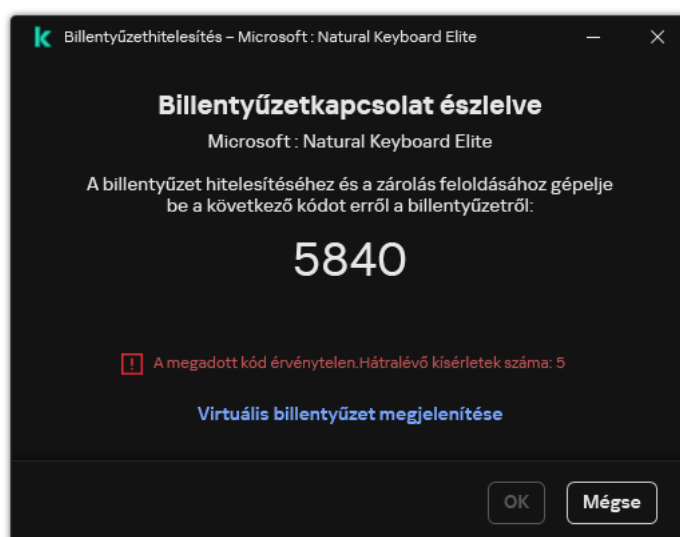 Billentyűzethitelesítés – Microsoft : Natural Keyboard Elite
Billentyűzetkapcsolat észlelve
Microsoft : Natural Keyboard Elite
A billentyűzet hitelesítéséhez és a zárolás feloldásához gépelje
be a következő kódot erről a billentyűzetről:
5840
A megadott kód érvénytelen.Hátralévő kísérletek száma: 5
Virtuális billentyűzet megjelenítése
OK
Mégse